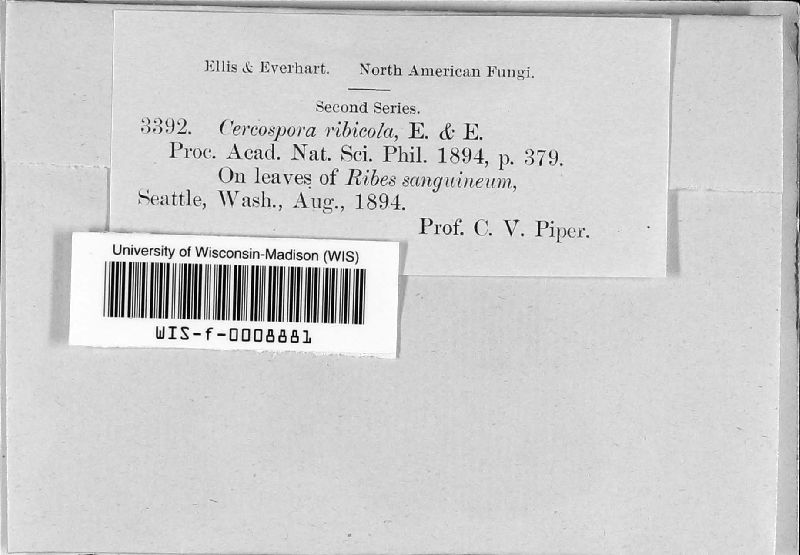 Ellis & Everhart. North American Fungi.
Second Series.
3392. Cercospora ribicola, E. & E.
Proc. Acad. Nat. Sci. Phil. 1894, p. 379.
On leaves of Ribes sanguineum,
Seattle, Wash., Aug., 1894.
Prof. C. V. Piper.
University of Wisconsin-Madison (WIS)
WIS-f-0008881